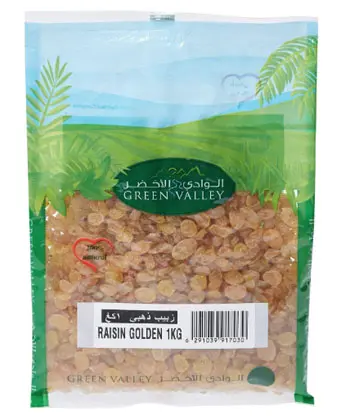 الوادي الأخضر
GREEN VALLEY
زبيب ذهبي ١كغ
RAISIN GOLDEN 1KG
6 291039 917030
GREEN VALLEY الوادي الأخضر